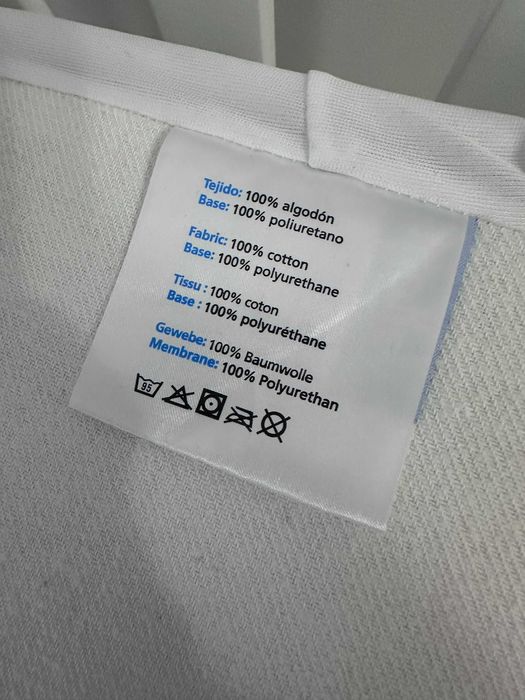 Tejido: 100% algodón
Base: 100% poliuretano
Fabric: 100% cotton
Base: 100% polyurethane
Tissu : 100% coton
Base : 100% polyuréthane
Gewebe: 100% Baumwolle
Membrane: 100% Polyurethan
95